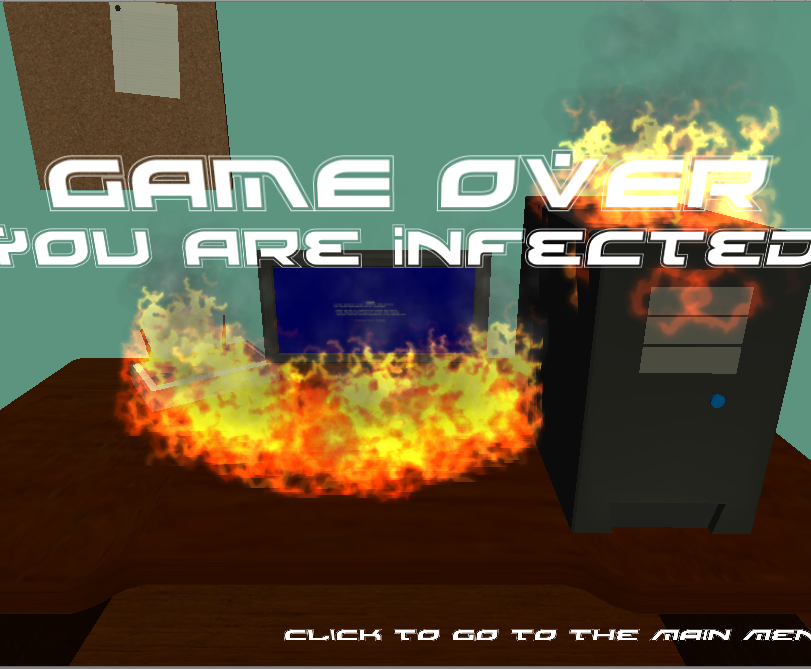 GAME OVER
YOU ARE INFECTED
CLICK TO GO TO THE MAIN MEN